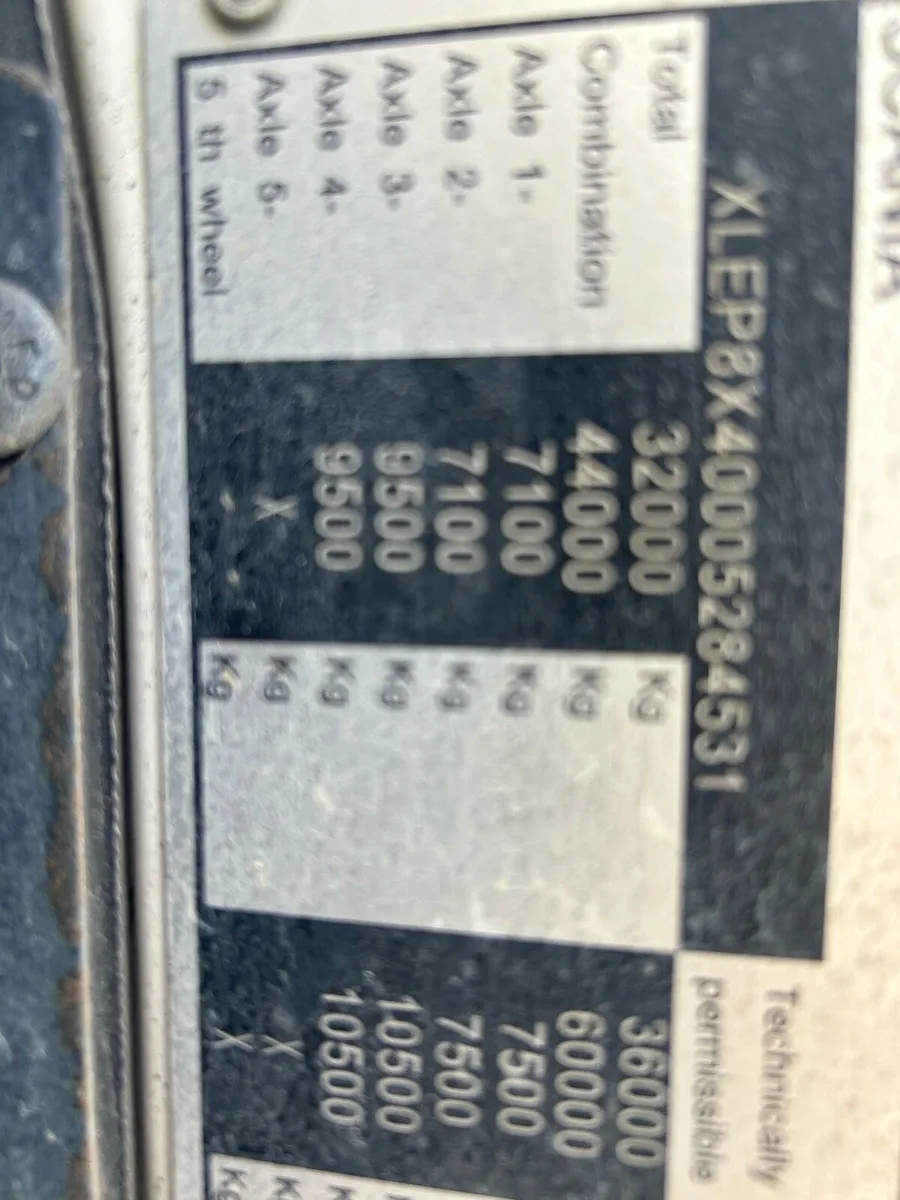 SCANIA
XLEP8X40005284531
Technically
permissible
Total 32000 Kg 36000
Combination 44000 Kg 60000
Axle 1- 7100 Kg 7500
Axle 2- 7100 Kg 7500
Axle 3- 9500 Kg 10500
Axle 4- 9500 Kg 10500
Axle 5- X Kg X
5 th wheel Kg X Kg